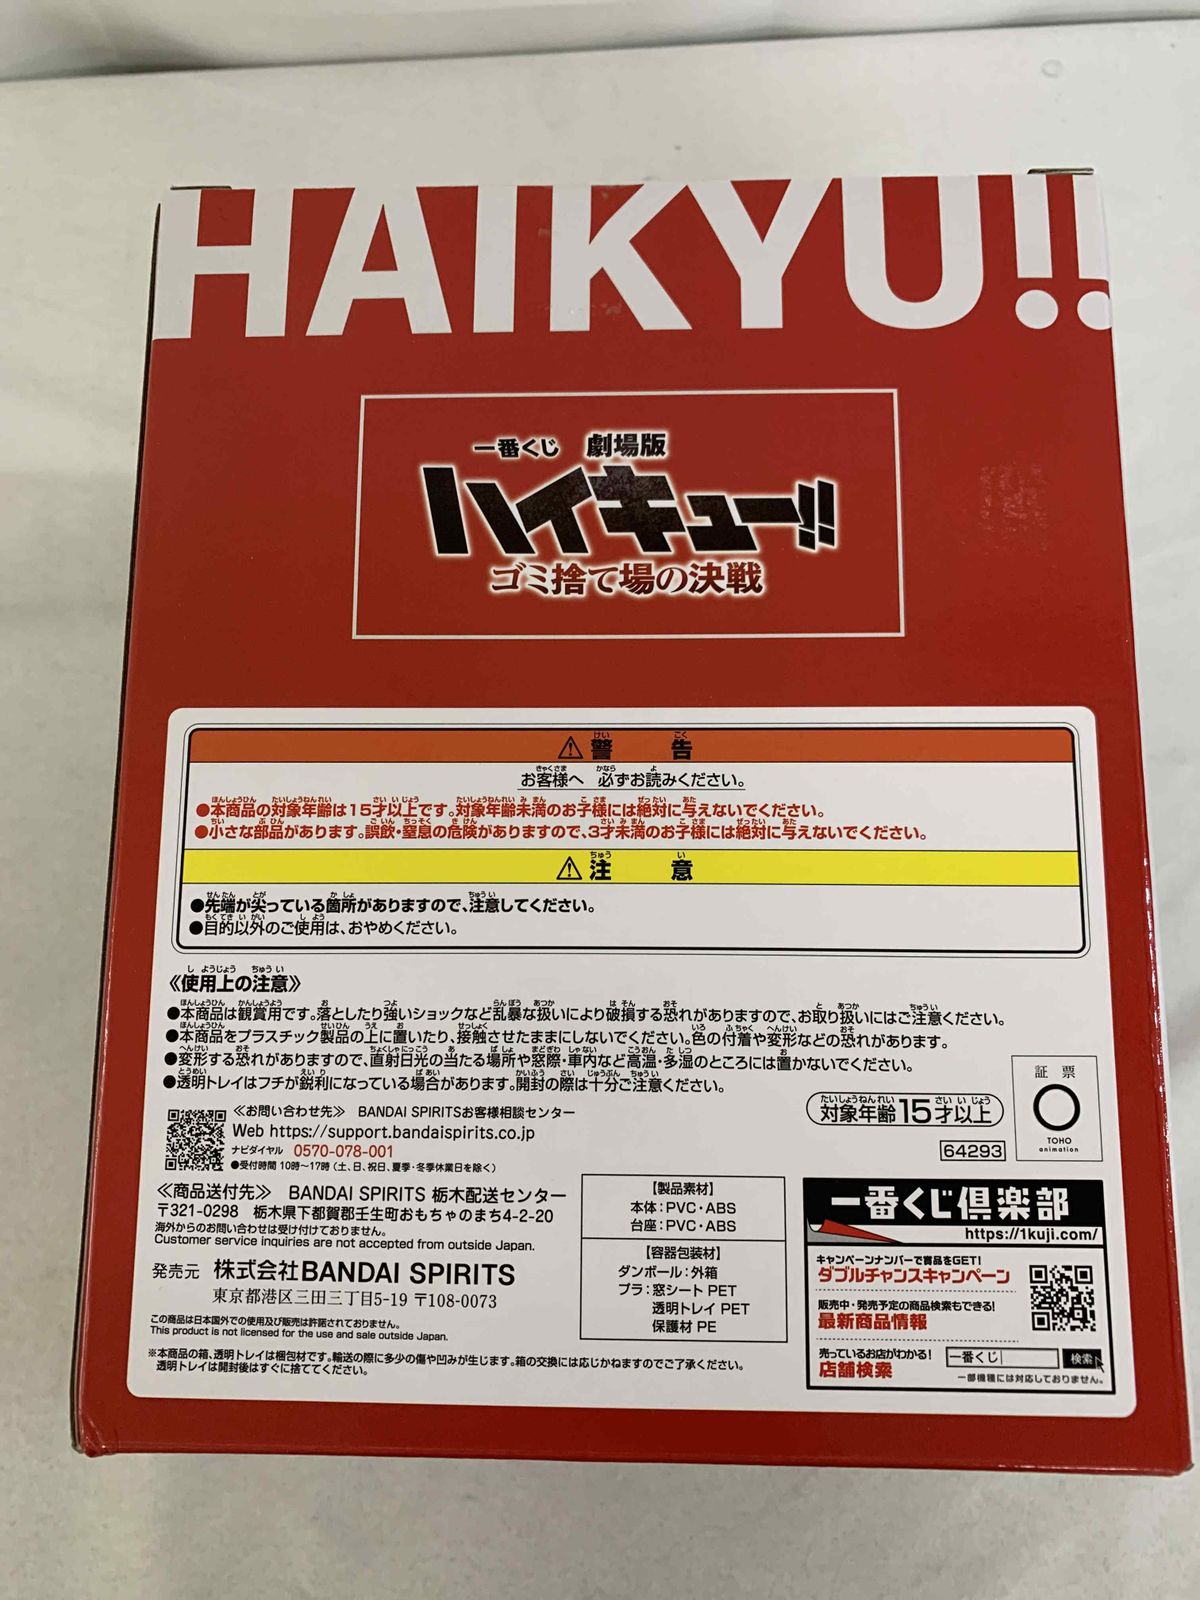 HAIKYU!!
一番くじ 劇場版
ハイキュー!!
ゴミ捨て場の決戦
⚠警告
お客様へ 必ずお読みください。
●本商品の対象年齢は15才以上です。対象年齢未満のお子様には絶対に与えないでください。
●小さな部品があります。誤飲・窒息の危険がありますので、3才未満のお子様には絶対に与えないでください。
⚠注意
●先端が尖っている箇所がありますので、注意してください。
●目的以外のご使用は、おやめください。
《使用上の注意》
●本商品は観賞用です。落としたり強いショックなど乱暴な扱いにより破損する恐れがありますので、お取り扱いにはご注意ください。
●本商品をプラスチック製品の上に置いたり、接触させたままにしないでください。色の付着や変形などの恐れがあります。
●変形する恐れがありますので、直射日光の当たる場所や窓際・車内など高温・多湿のところには置かないでください。
●透明トレイはフチが鋭利になっている場合があります。開封の際は十分ご注意ください。
≪お問い合わせ先≫ BANDAI SPIRITSお客様相談センター
Web https://support.bandaispirits.co.jp
ナビダイヤル 0570-078-001
●受付時間 10時〜17時(土、日、祝日、夏季・冬季休業日を除く)
対象年齢15才以上
64293
証票
TOHO
animation
≪商品送付先≫ BANDAI SPIRITS 栃木配送センター
〒321-0298 栃木県下都賀郡壬生町おもちゃのまち4-2-20
海外からのお問い合わせは受け付けておりません。
Customer service inquiries are not accepted from outside Japan.
発売元 株式会社BANDAI SPIRITS
東京都港区三田三丁目5-19 〒108-0073
この商品は日本国外での使用及び販売は許諾されておりません。
This product is not licensed for the use and sale outside Japan.
※本商品の箱、透明トレイは梱包材です。輸送の際に多少の傷や凹みが生じます。箱の交換には応じかねますのでご了承ください。
透明トレイは開封後はすぐに捨ててください。
【製品素材】
本体:PVC・ABS
台座:PVC・ABS
【容器包装材】
ダンボール:外箱
プラ:窓シート PET
透明トレイ PET
保護材 PE
一番くじ倶楽部
https://1kuji.com/
キャンペーンナンバーで賞品をGET!
ダブルチャンスキャンペーン
販売中・発売予定の商品検索もできる!
最新商品情報
売っているお店がわかる!
店舗検索
一番くじ 検索
一部機種には対応しておりません。